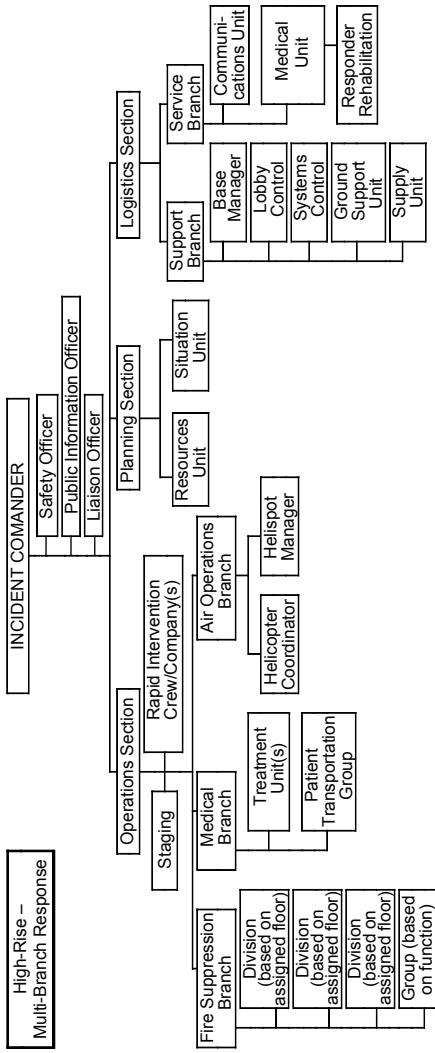 High-Rise –
Multi-Branch Response
INCIDENT COMANDER
Safety Officer
Public Information Officer
Liaison Officer
Operations Section
Planning Section
Logistics Section
Staging
Rapid Intervention
Crew/Company(s)
Resources
Unit
Situation
Unit
Support
Branch
Service
Branch
Fire Suppression
Branch
Medical
Branch
Air Operations
Branch
Base
Manager
Lobby
Control
Systems
Control
Ground
Support
Unit
Supply
Unit
Communi-
cations Unit
Medical
Unit
Responder
Rehabilitation
Division
(based on
assigned floor)
Division
(based on
assigned floor)
Division
(based on
assigned floor)
Group (based
on function)
Treatment
Unit(s)
Patient
Transportation
Group
Helicopter
Coordinator
Helispot
Manager